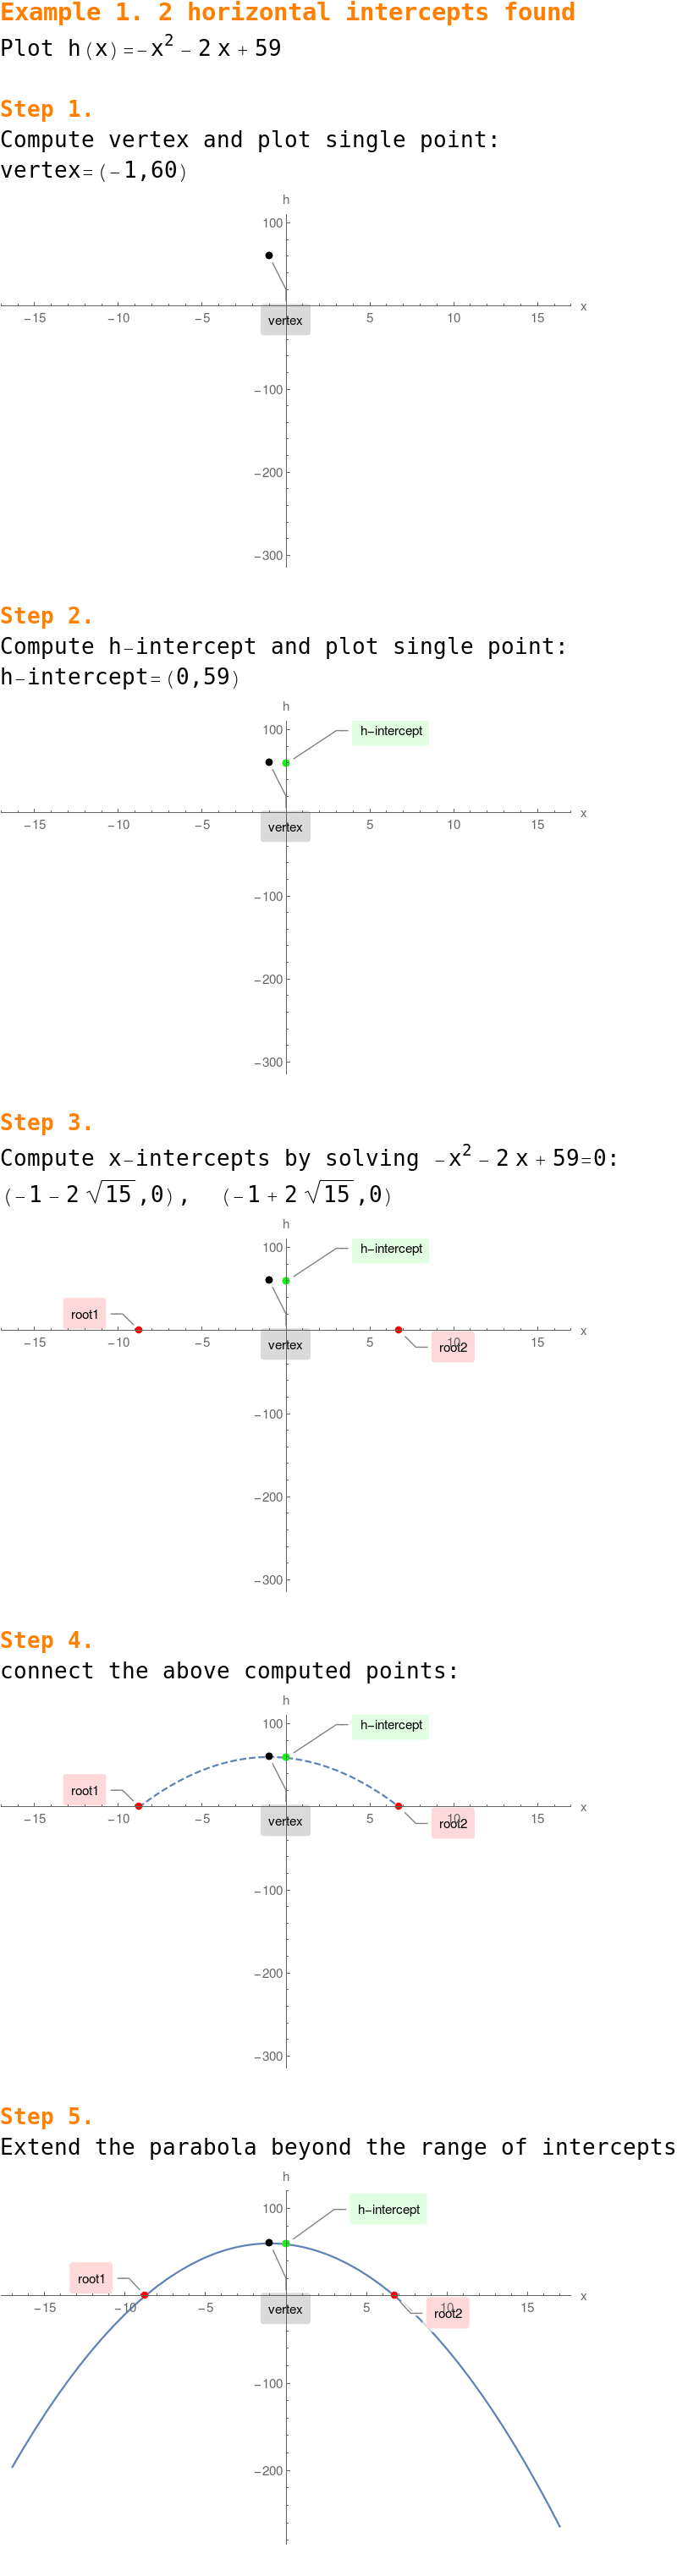 Example 1. 2 horizontal intercepts found
Plot h(x)=-x² - 2 x + 59
Step 1.
Compute vertex and plot single point:
vertex=(-1,60)
h
100
-15 -10 -5 5 10 15 x
vertex
-100
-200
-300
Step 2.
Compute h-intercept and plot single point:
h-intercept=(0,59)
h
100 h-intercept
-15 -10 -5 5 10 15 x
vertex
-100
-200
-300
Step 3.
Compute x-intercepts by solving -x² - 2 x + 59=0:
(-1 - 2 √15 ,0), (-1 + 2 √15 ,0)
h
100 h-intercept
root1
-15 -10 -5 5 10 15 x
vertex root2
-100
-200
-300
Step 4.
connect the above computed points:
h
100 h-intercept
root1
-15 -10 -5 5 10 15 x
vertex root2
-100
-200
-300
Step 5.
Extend the parabola beyond the range of intercepts
h
100 h-intercept
root1
-15 -10 -5 5 10 15 x
vertex root2
-100
-200